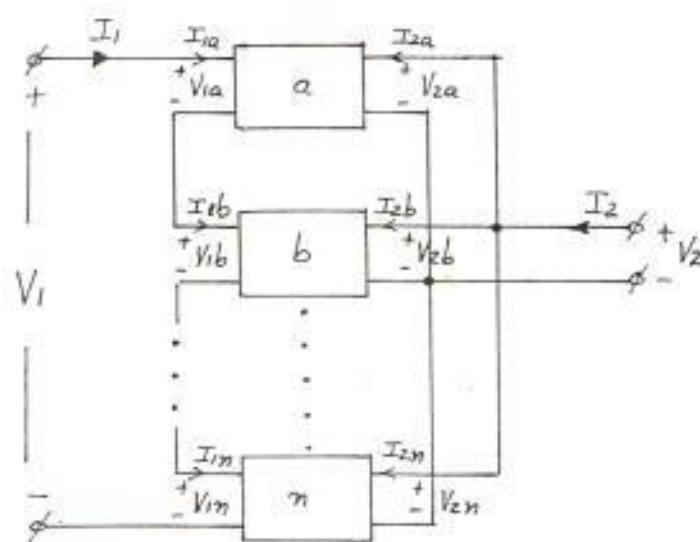 I1 I1a I2a
+ V1a a + V2a
+ - -
I1b I2b I2
+ V1b b + V2b + V2
V1 - - -
I1n I2n
- + V1n n + V2n
- -